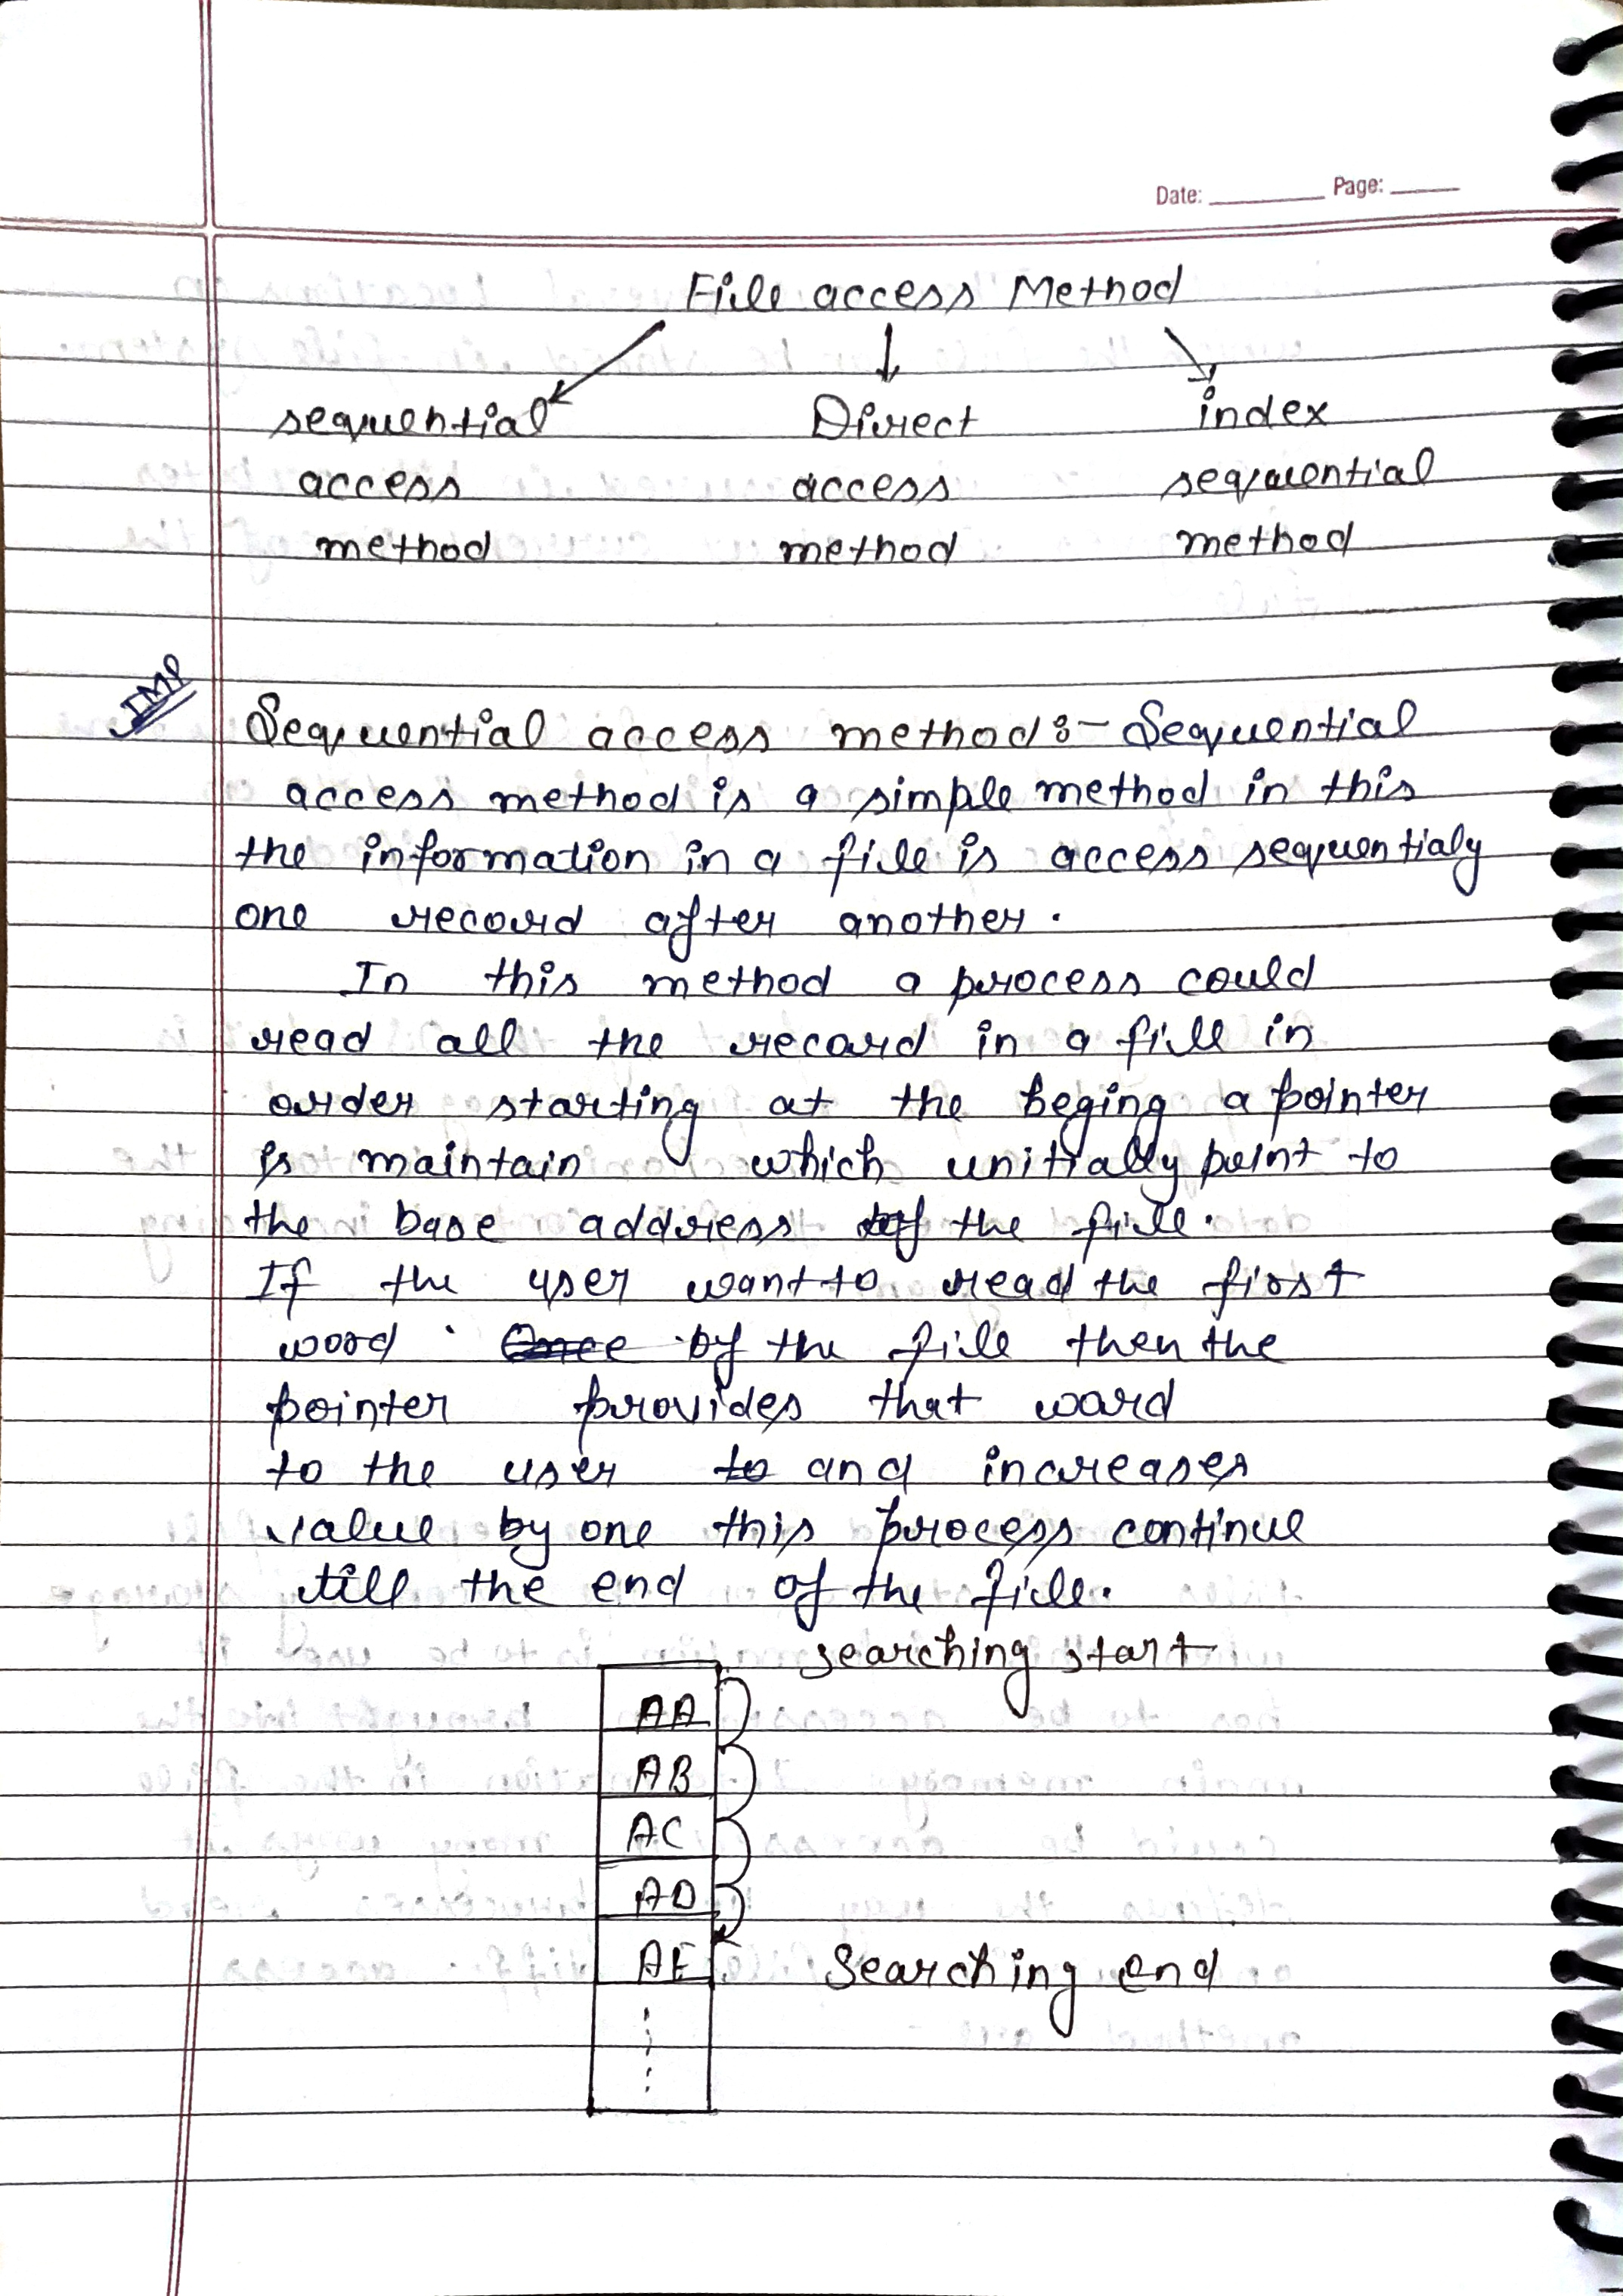 Date: Page:
File access Method
sequential Direct index
access access sequential
method method method
IMP
Sequential access method:- Sequential
access method is a simple method in this
the information in a file is access sequentialy
one record after another.
In this method a process could
read all the recard in a fill in
order starting at the beging a pointer
is maintain which unitially point to
the base address of the file.
If the user want to read the first
word Once of the file then the
pointer provides that ward
to the user to and increases
value by one this process continue
till the end of the file.
searching start
AA
AB
AC
AD
AE
Searching end